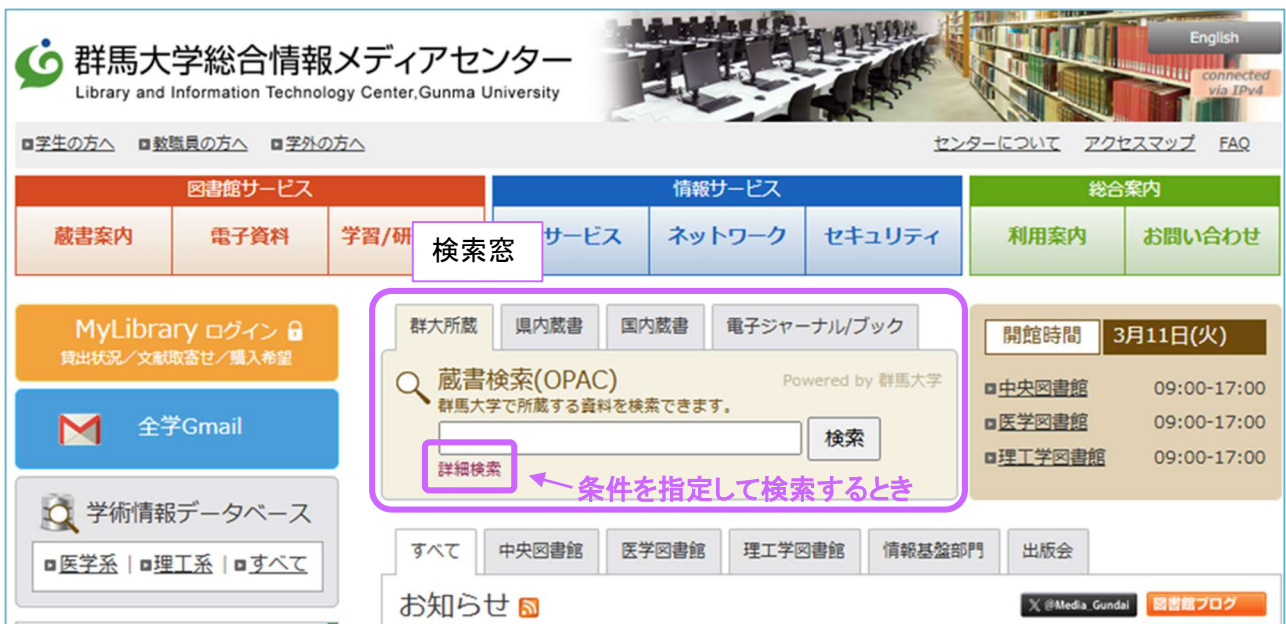 群馬大学総合情報メディアセンター
Library and Information Technology Center,Gunma University
English
connected
via IPv4
学生の方へ 教職員の方へ 学外の方へ センターについて アクセスマップ FAQ
図書館サービス 情報サービス 総合案内
蔵書案内 電子資料 学習/研 サービス ネットワーク セキュリティ 利用案内 お問い合わせ
検索窓
MyLibrary ログイン
貸出状況／文献取寄せ／購入希望
全学Gmail
学術情報データベース
医学系 | 理工系 | すべて
群大所蔵 県内蔵書 国内蔵書 電子ジャーナル/ブック
蔵書検索(OPAC) Powered by 群馬大学
群馬大学で所蔵する資料を検索できます。
検索
詳細検索
条件を指定して検索するとき
開館時間 3月11日(火)
中央図書館 09:00-17:00
医学図書館 09:00-17:00
理工学図書館 09:00-17:00
すべて 中央図書館 医学図書館 理工学図書館 情報基盤部門 出版会
お知らせ
X @Media_Gundai 図書館ブログ